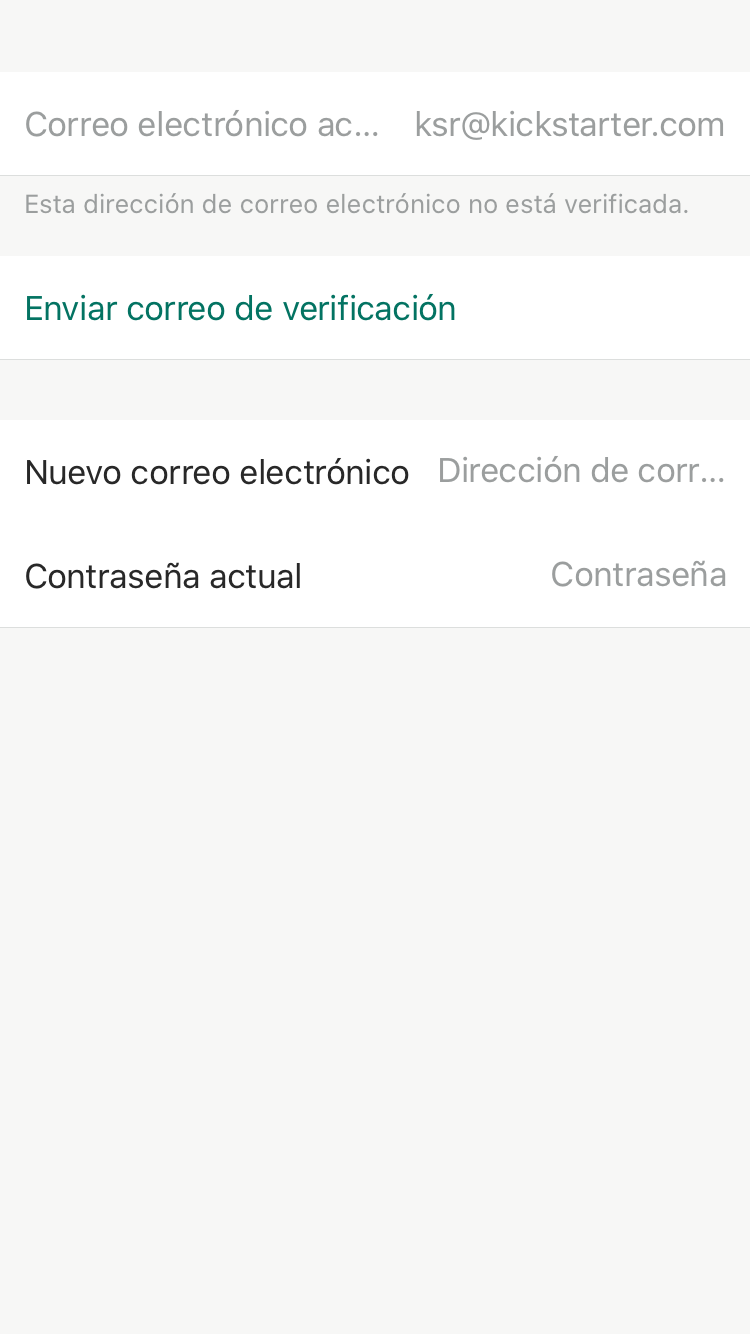 Correo electrónico ac... ksr@kickstarter.com
Esta dirección de correo electrónico no está verificada.
Enviar correo de verificación
Nuevo correo electrónico Dirección de corr...
Contraseña actual Contraseña